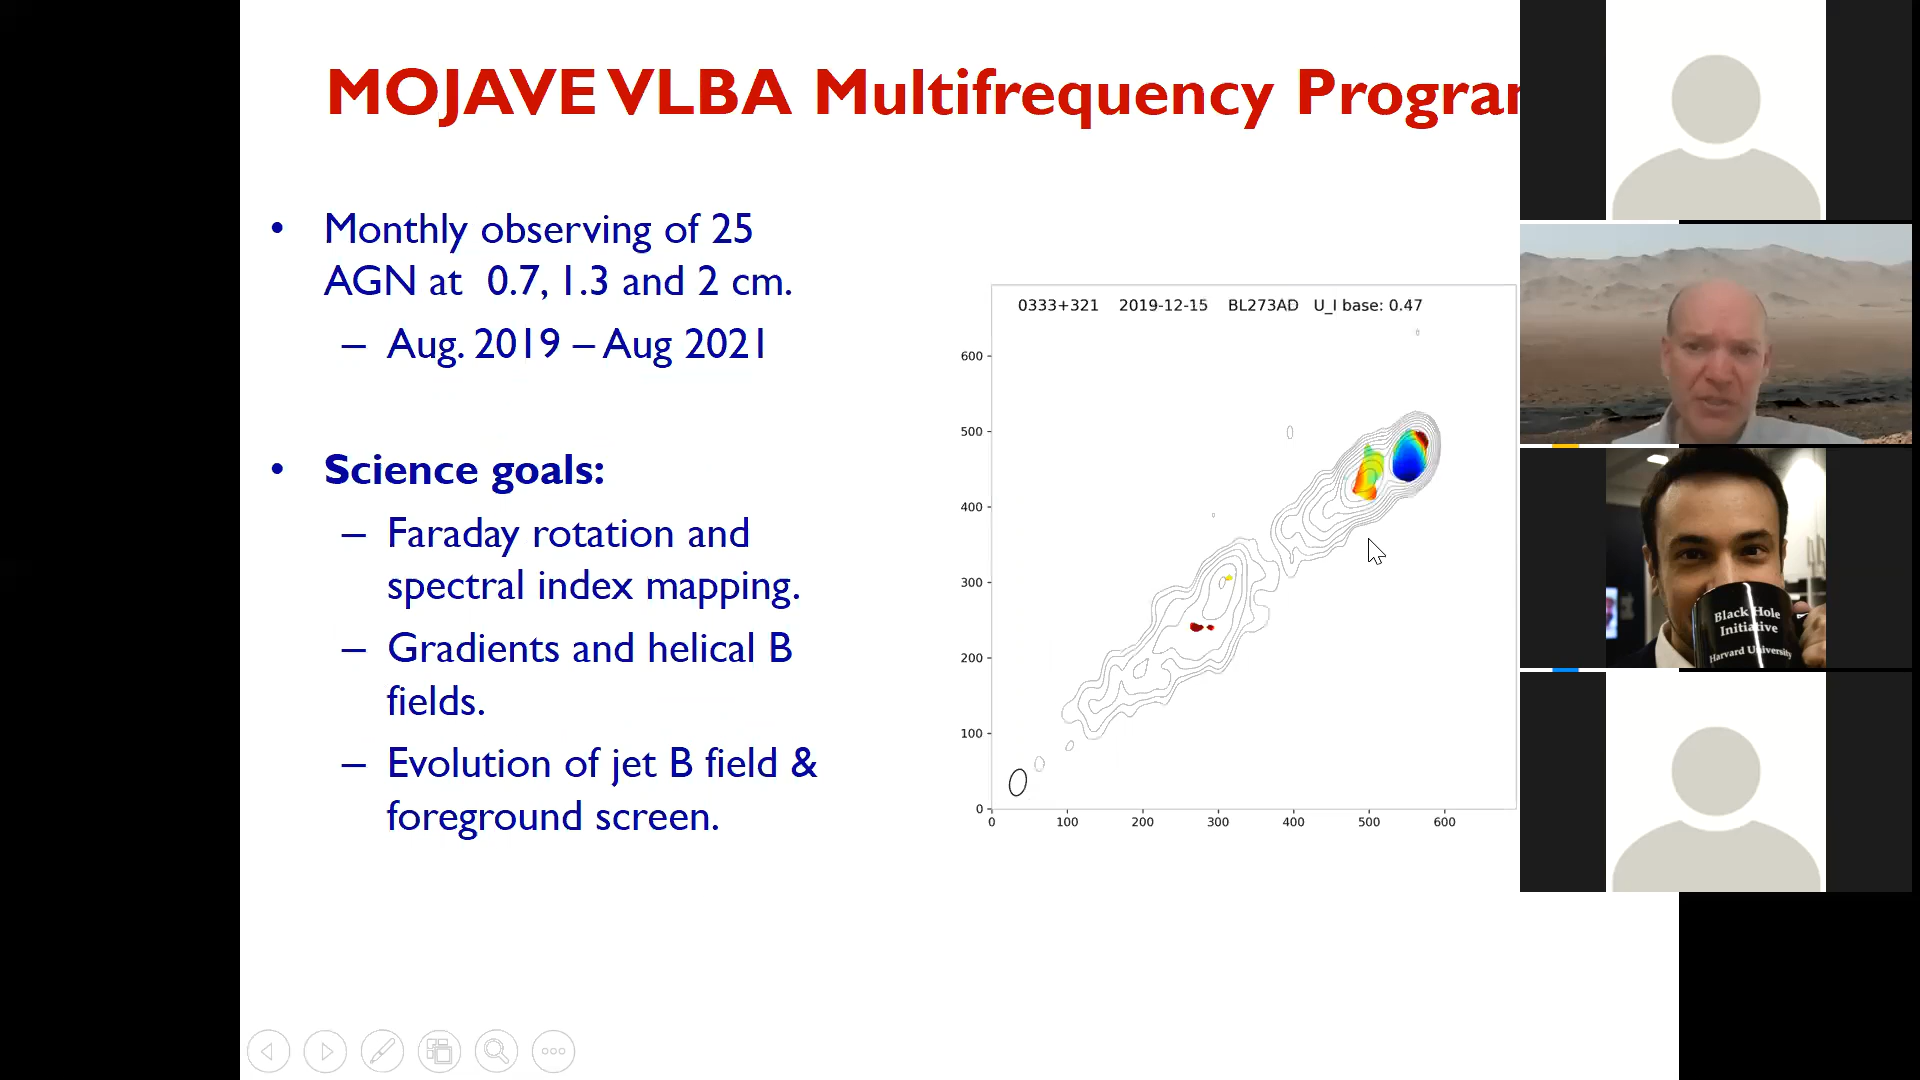 MOJAVE VLBA Multifrequency Progra
• Monthly observing of 25
AGN at 0.7, 1.3 and 2 cm.
– Aug. 2019 – Aug 2021
• Science goals:
– Faraday rotation and
spectral index mapping.
– Gradients and helical B
fields.
– Evolution of jet B field &
foreground screen.
0333+321 2019-12-15 BL273AD U_I base: 0.47
600
500
400
300
200
100
0
0 100 200 300 400 500 600
Black Hole
Initiative
Harvard University